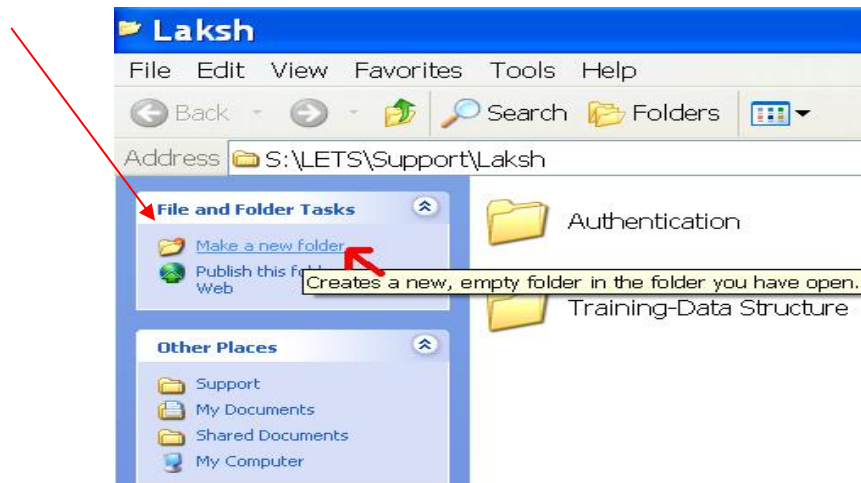 Laksh
File Edit View Favorites Tools Help
Back Search Folders
Address S:\LETS\Support\Laksh
File and Folder Tasks
Make a new folder
Publish this
Web
Other Places
Support
My Documents
Shared Documents
My Computer
Authentication
Creates a new, empty folder in the folder you have open.
Training-Data Structure